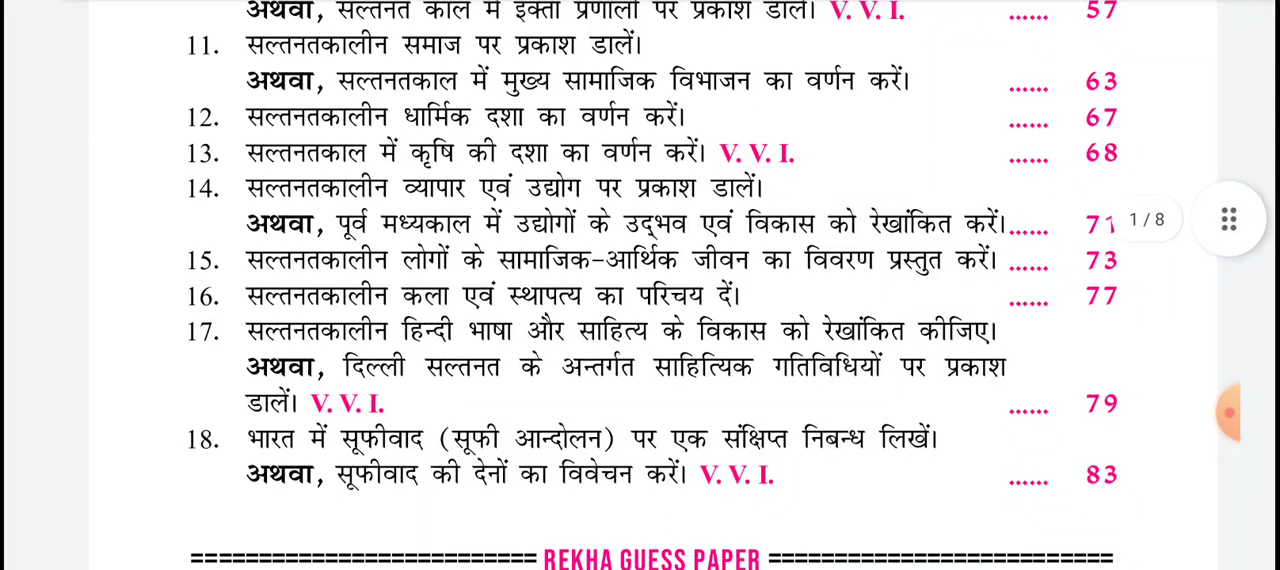 अथवा, सल्तनत काल में इक्ता प्रणाली पर प्रकाश डालें। V. V. I. ...... 57
11. सल्तनतकालीन समाज पर प्रकाश डालें।
अथवा, सल्तनतकाल में मुख्य सामाजिक विभाजन का वर्णन करें। ...... 63
12. सल्तनतकालीन धार्मिक दशा का वर्णन करें। ...... 67
13. सल्तनतकाल में कृषि की दशा का वर्णन करें। V. V. I. ...... 68
14. सल्तनतकालीन व्यापार एवं उद्योग पर प्रकाश डालें।
अथवा, पूर्व मध्यकाल में उद्योगों के उद्‌भव एवं विकास को रेखांकित करें। ...... 71
1 / 8
15. सल्तनतकालीन लोगों के सामाजिक-आर्थिक जीवन का विवरण प्रस्तुत करें। ...... 73
16. सल्तनतकालीन कला एवं स्थापत्य का परिचय दें। ...... 77
17. सल्तनतकालीन हिन्दी भाषा और साहित्य के विकास को रेखांकित कीजिए।
अथवा, दिल्ली सल्तनत के अन्तर्गत साहित्यिक गतिविधियों पर प्रकाश
डालें। V. V. I. ...... 79
18. भारत में सूफीवाद (सूफी आन्दोलन) पर एक संक्षिप्त निबन्ध लिखें।
अथवा, सूफीवाद की देनों का विवेचन करें। V. V. I. ...... 83
========================== REKHA GUESS PAPER ==========================